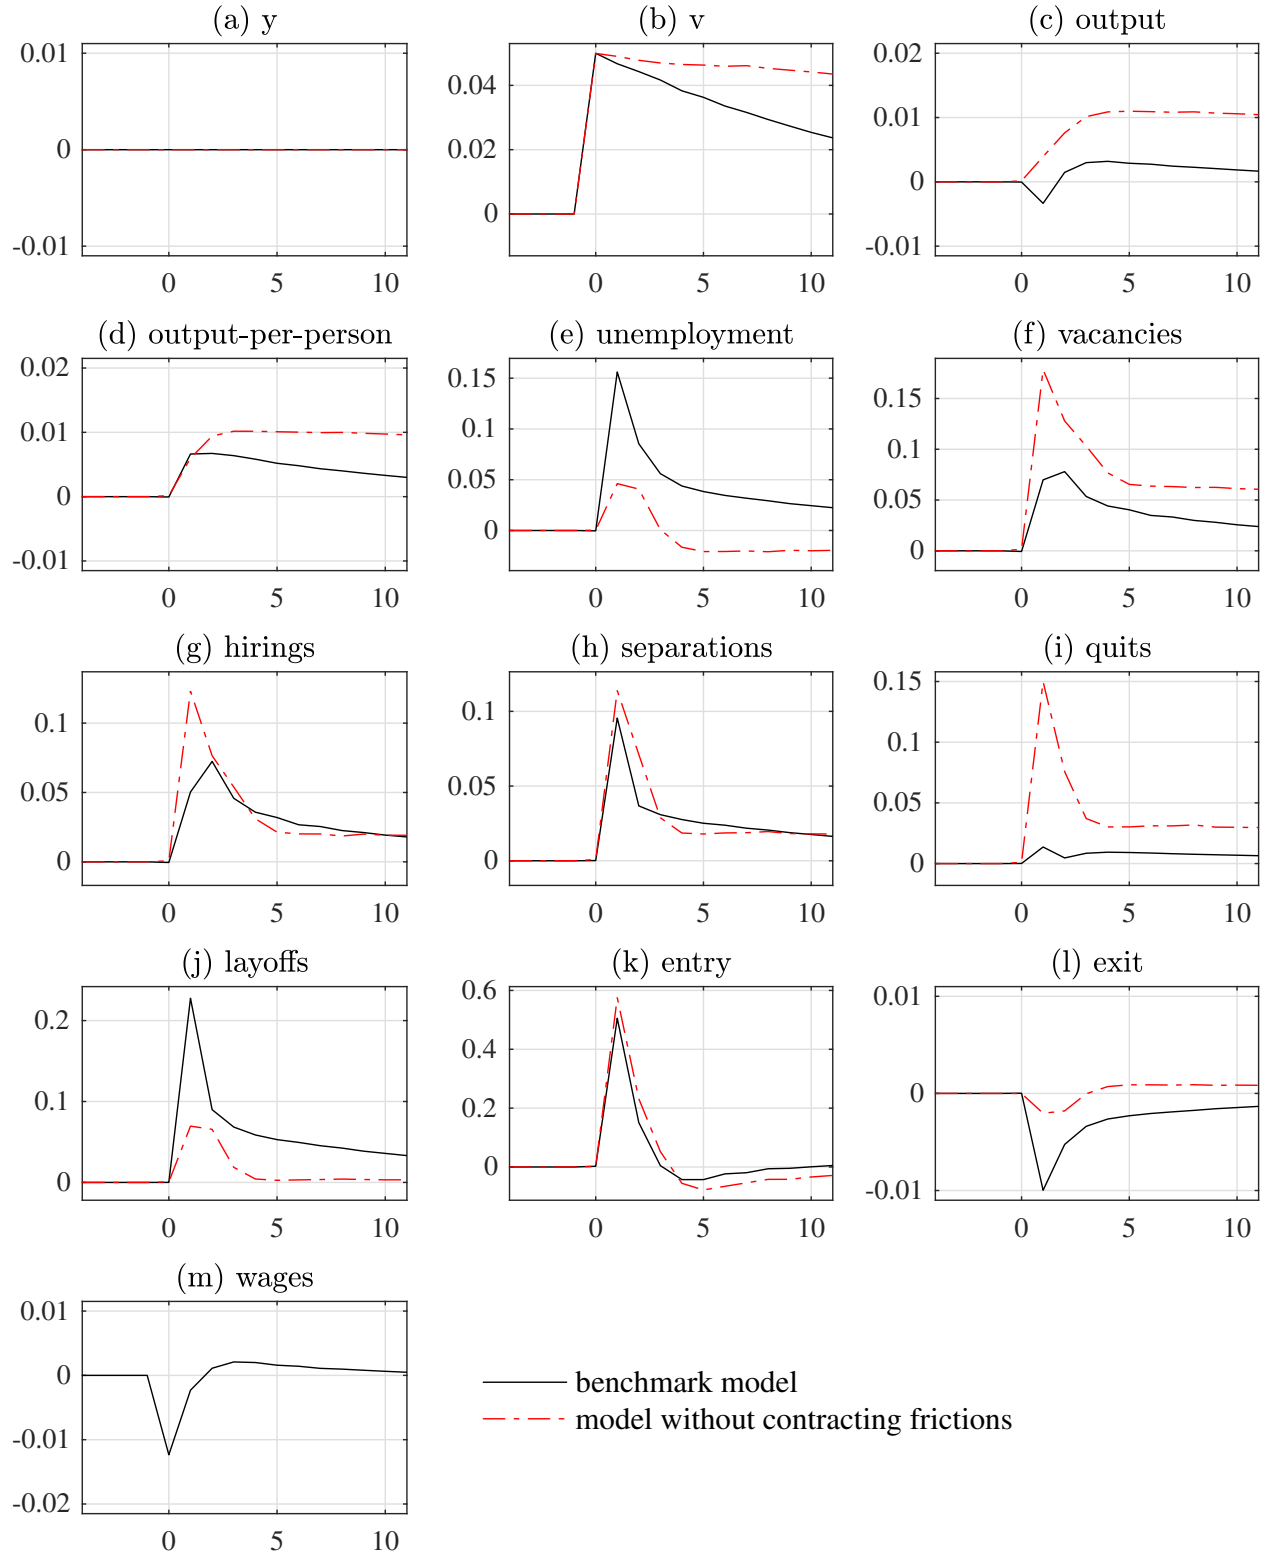 (a) y
(b) v
(c) output
0.01
0
-0.01
0 5 10
0.04
0.02
0
0 5 10
0.02
0.01
0
-0.01
0 5 10
(d) output-per-person
(e) unemployment
(f) vacancies
0.02
0.01
0
-0.01
0 5 10
0.15
0.1
0.05
0
0 5 10
0.15
0.1
0.05
0
0 5 10
(g) hirings
(h) separations
(i) quits
0.1
0.05
0
0 5 10
0.1
0.05
0
0 5 10
0.15
0.1
0.05
0
0 5 10
(j) layoffs
(k) entry
(l) exit
0.2
0.1
0
0 5 10
0.6
0.4
0.2
0
0 5 10
0.01
0
-0.01
0 5 10
(m) wages
0.01
0
-0.01
-0.02
0 5 10
benchmark model
model without contracting frictions